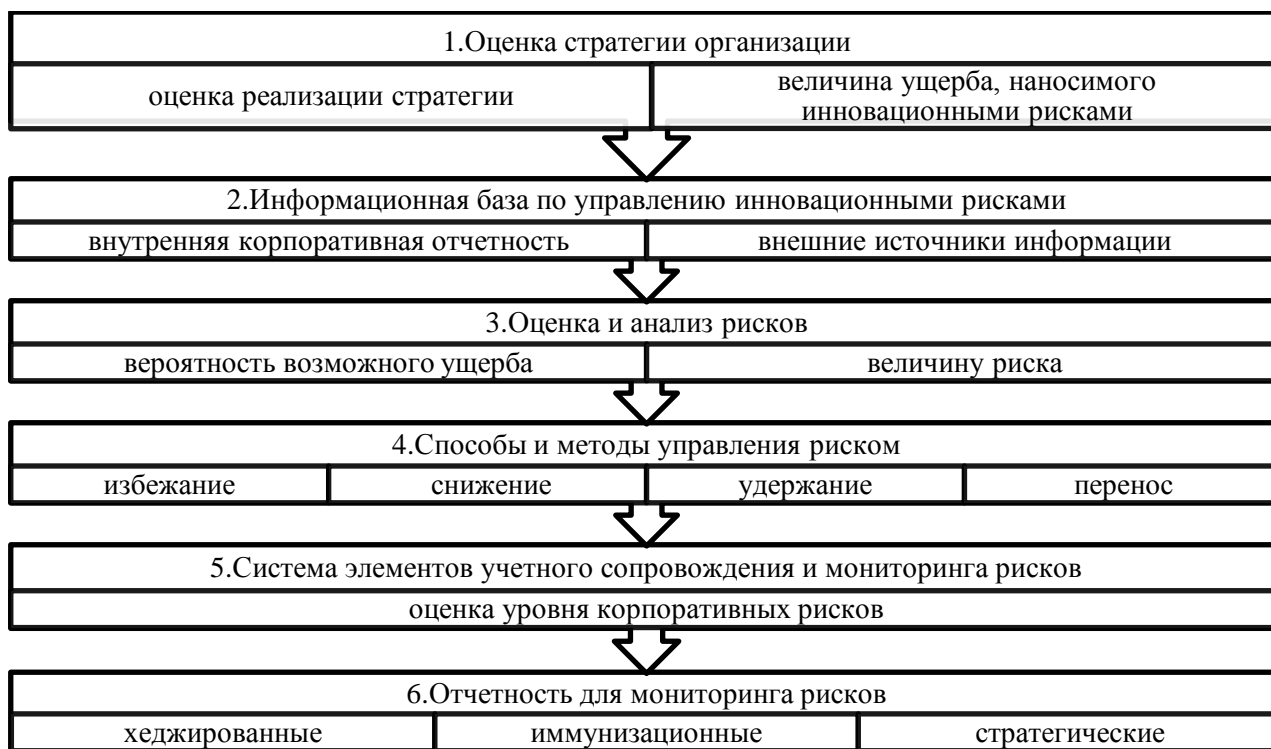 1.Оценка стратегии организации
оценка реализации стратегии
величина ущерба, наносимого
инновационными рисками
2.Информационная база по управлению инновационными рисками
внутренняя корпоративная отчетность
внешние источники информации
3.Оценка и анализ рисков
вероятность возможного ущерба
величину риска
4.Способы и методы управления риском
избежание
снижение
удержание
перенос
5.Система элементов учетного сопровождения и мониторинга рисков
оценка уровня корпоративных рисков
6.Отчетность для мониторинга рисков
хеджированные
иммунизационные
стратегические